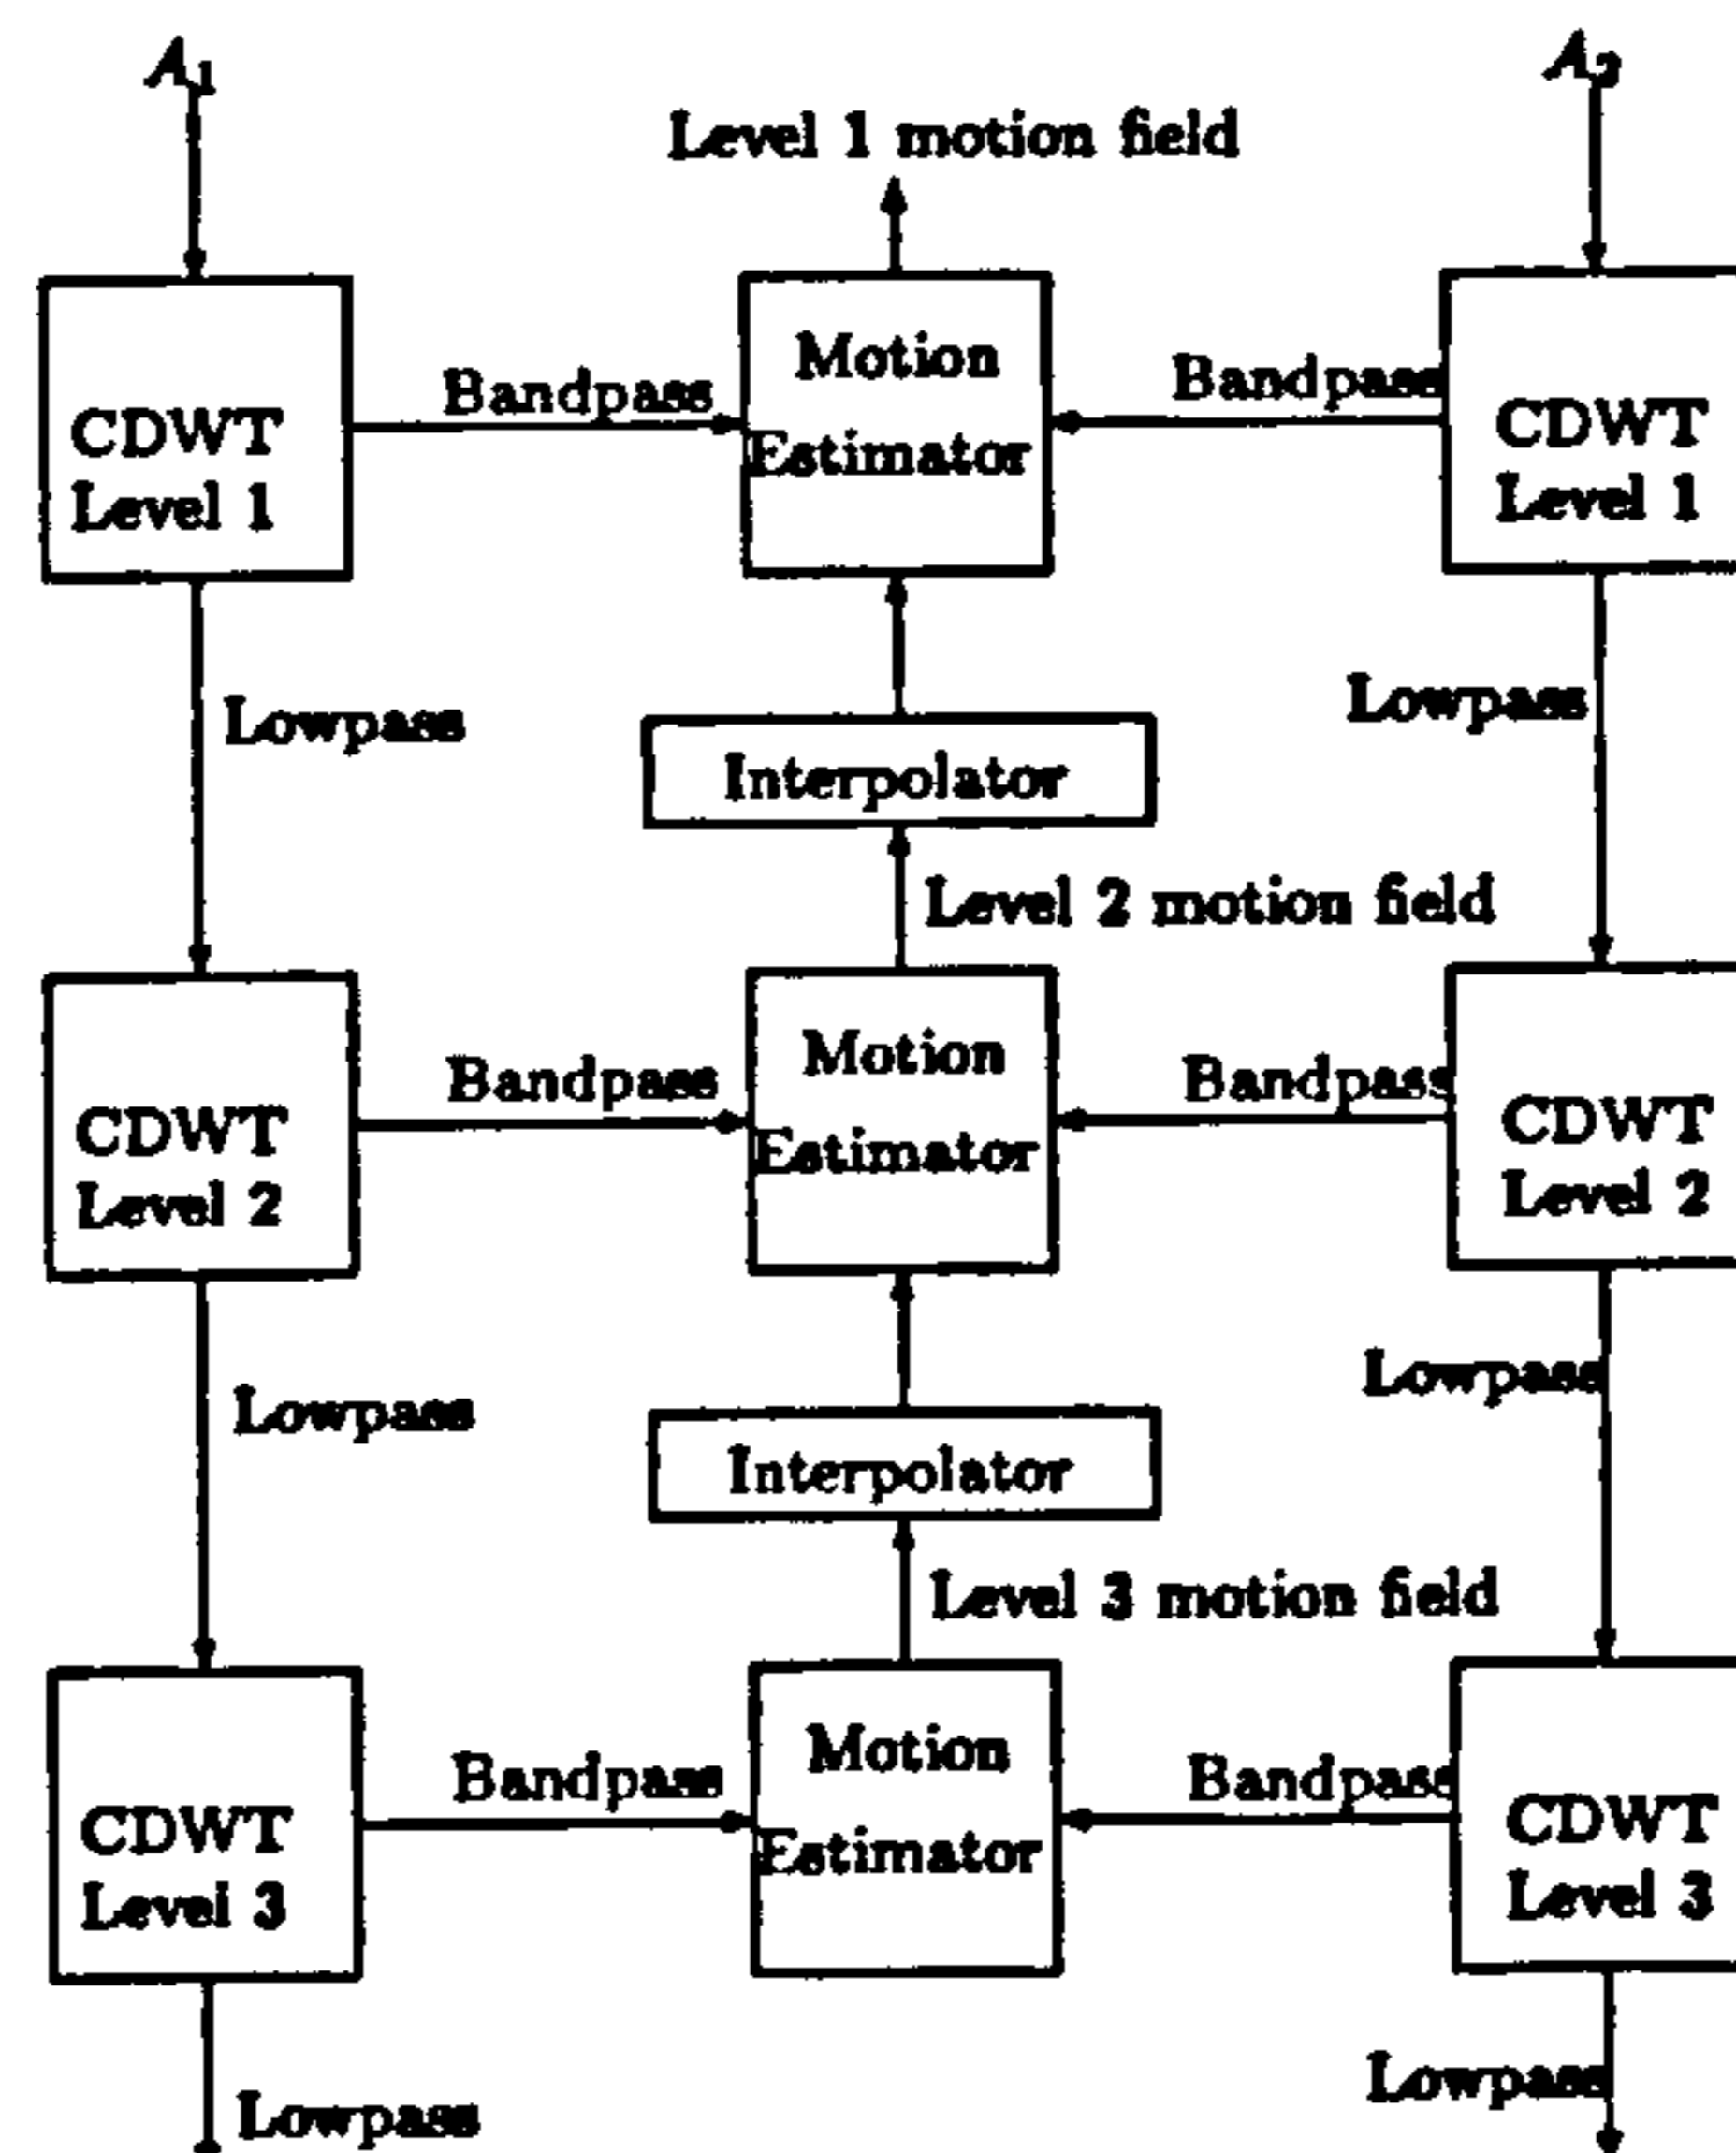 A1
A2
Level 1 motion field
Motion
Estimator
Bandpass
Bandpass
CDWT
Level 1
CDWT
Level 1
Lowpass
Lowpass
Interpolator
Level 2 motion field
Motion
Estimator
Bandpass
Bandpass
CDWT
Level 2
CDWT
Level 2
Lowpass
Lowpass
Interpolator
Level 3 motion field
Motion
Estimator
Bandpass
Bandpass
CDWT
Level 3
CDWT
Level 3
Lowpass
Lowpass